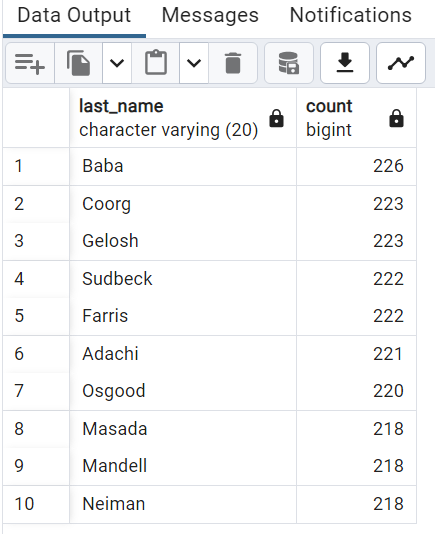 Data Output Messages Notifications
last_name count
character varying (20) bigint
1 Baba 226
2 Coorg 223
3 Gelosh 223
4 Sudbeck 222
5 Farris 222
6 Adachi 221
7 Osgood 220
8 Masada 218
9 Mandell 218
10 Neiman 218